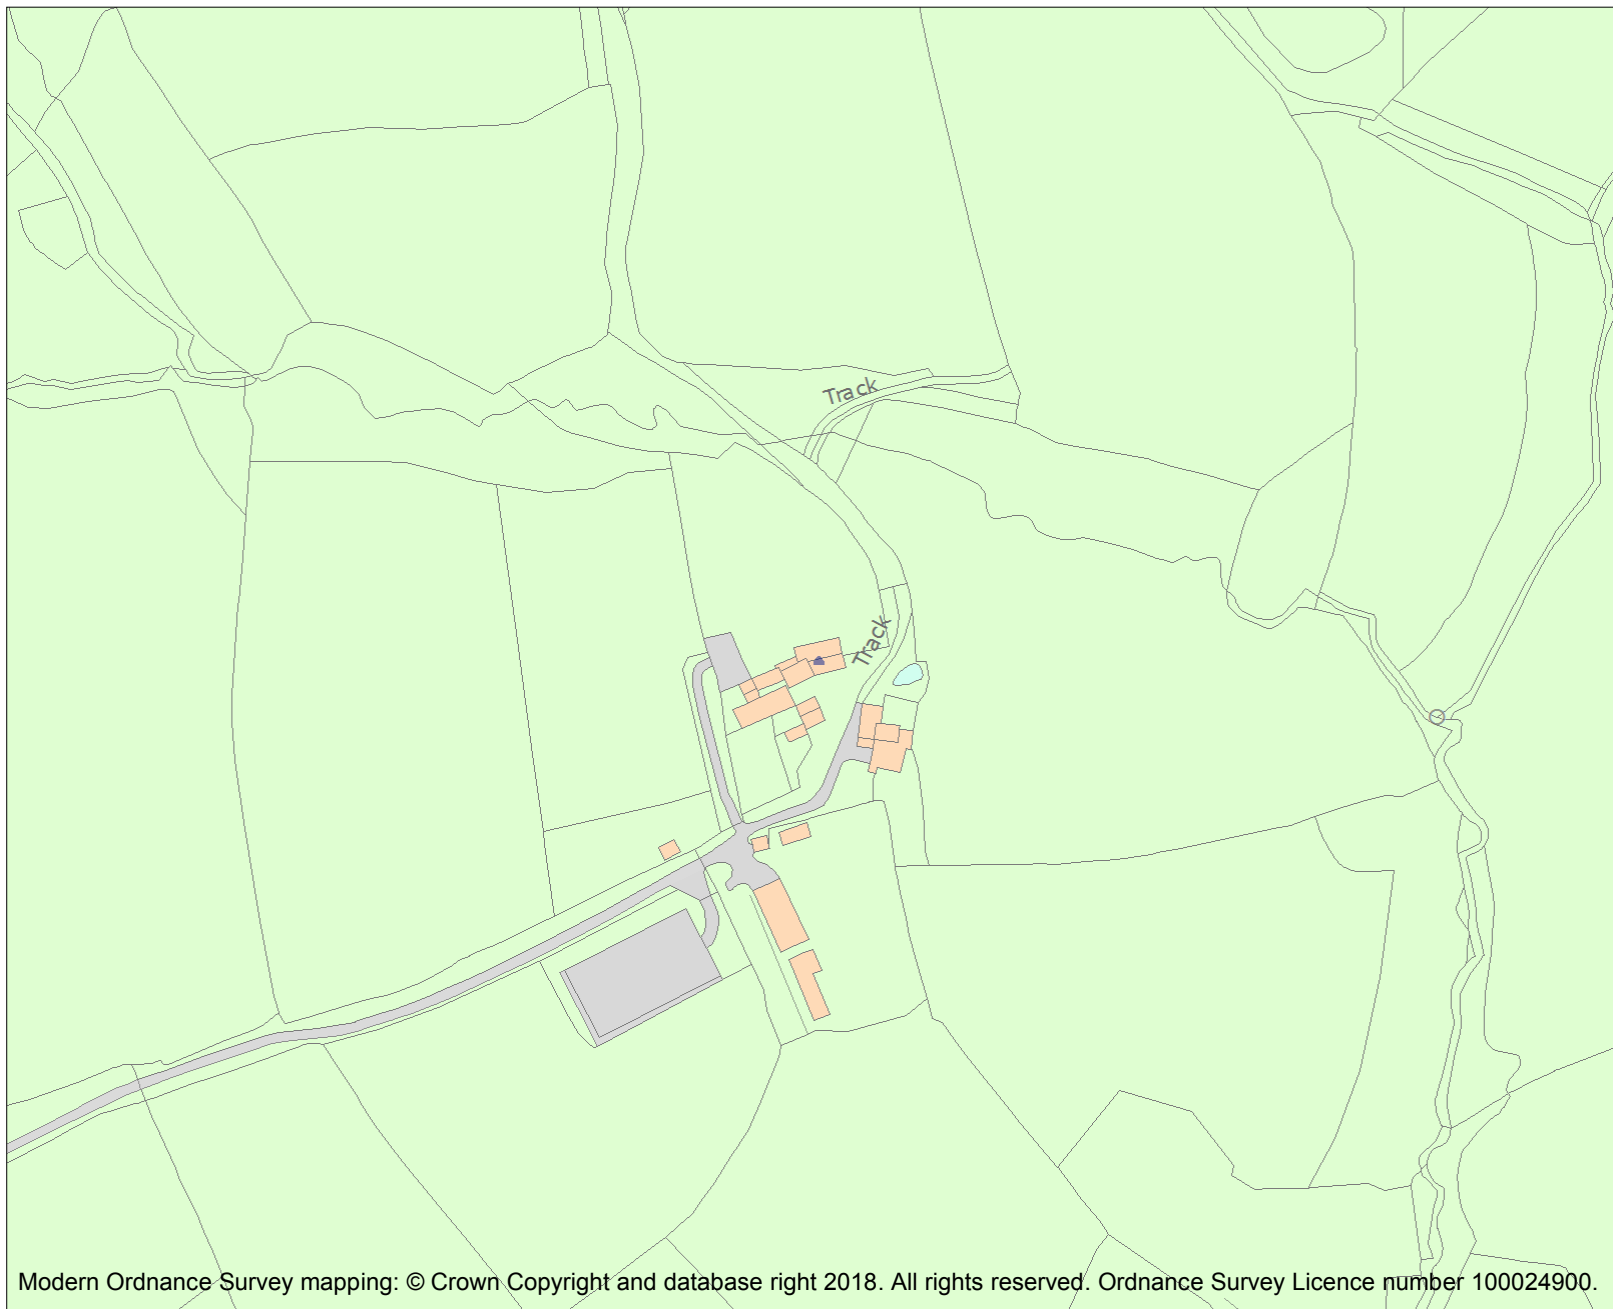 Track
Track
Modern Ordnance Survey mapping: © Crown Copyright and database right 2018. All rights reserved. Ordnance Survey Licence number 100024900.